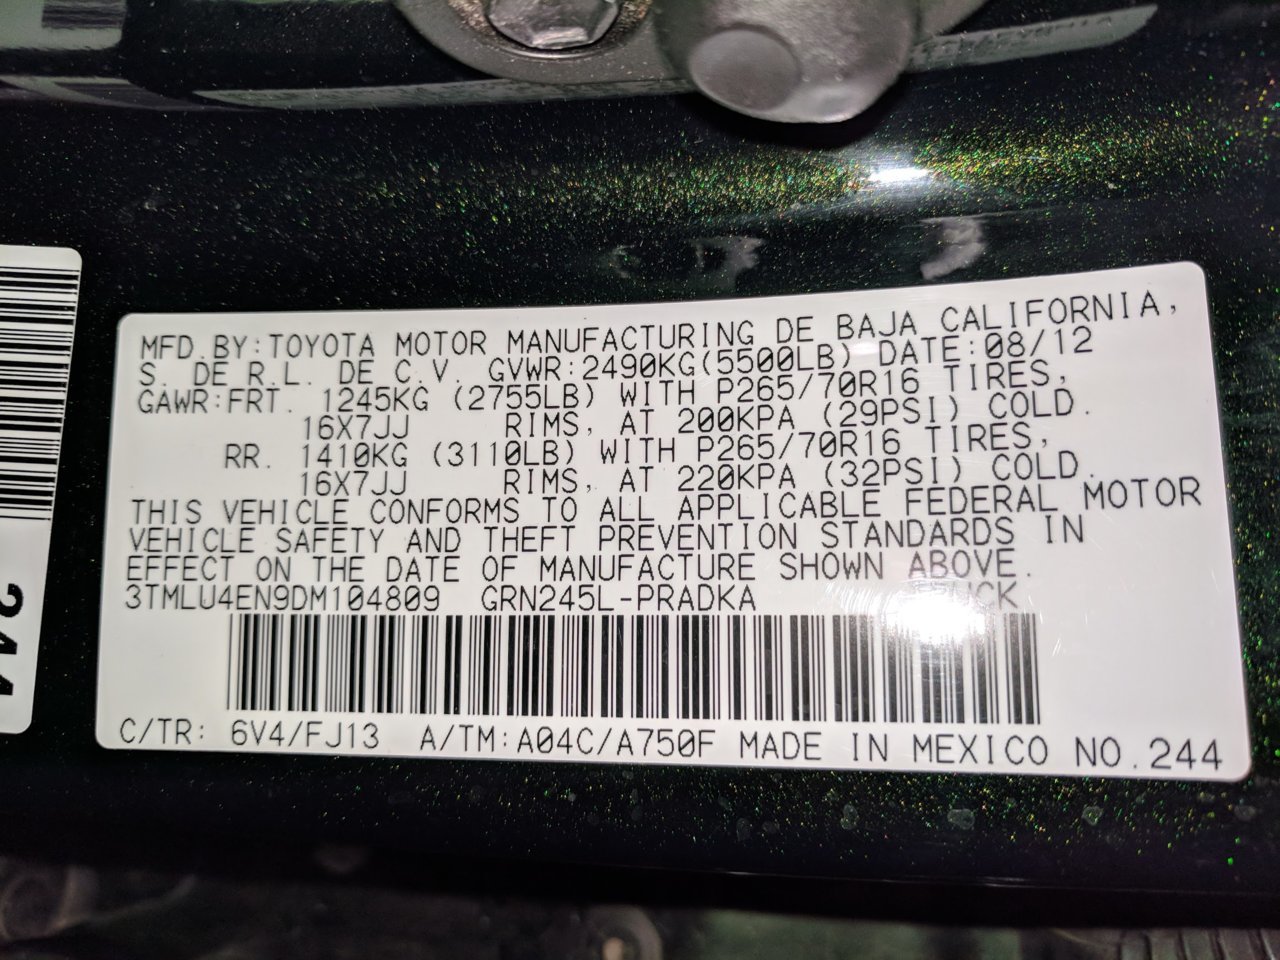 MFD.BY:TOYOTA MOTOR MANUFACTURING DE BAJA CALIFORNIA,
S. DE R.L. DE C.V. GVWR:2490KG(5500LB) DATE:08/12
GAWR:FRT. 1245KG (2755LB) WITH P265/70R16 TIRES,
16X7JJ RIMS, AT 200KPA (29PSI) COLD.
RR. 1410KG (3110LB) WITH P265/70R16 TIRES,
16X7JJ RIMS, AT 220KPA (32PSI) COLD.
THIS VEHICLE CONFORMS TO ALL APPLICABLE FEDERAL MOTOR
VEHICLE SAFETY AND THEFT PREVENTION STANDARDS IN
EFFECT ON THE DATE OF MANUFACTURE SHOWN ABOVE.
3TMLU4EN9DM104809 GRN245L-PRADKA TRUCK
C/TR: 6V4/FJ13 A/TM:A04C/A750F MADE IN MEXICO NO.244
244